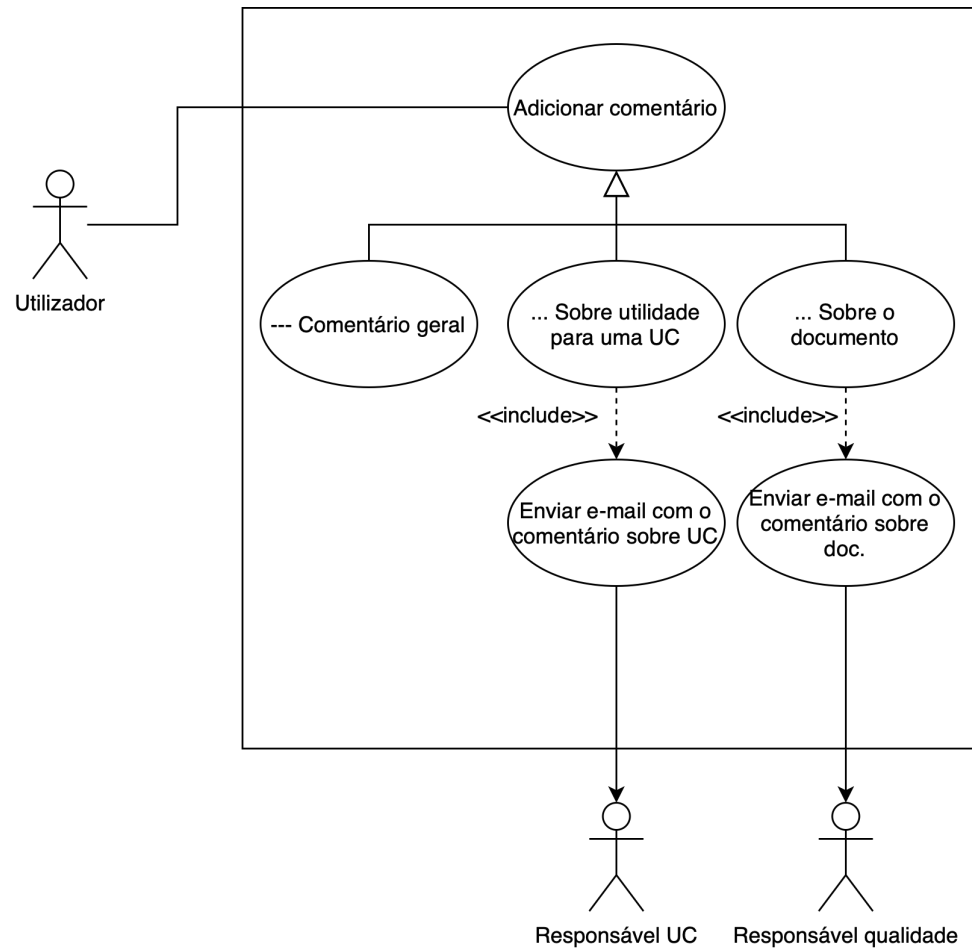 Adicionar comentário
Utilizador
--- Comentário geral
... Sobre utilidade
para uma UC
... Sobre o
documento
<<include>>
<<include>>
Enviar e-mail com o
comentário sobre UC
Enviar e-mail com o
comentário sobre
doc.
Responsável UC
Responsável qualidade